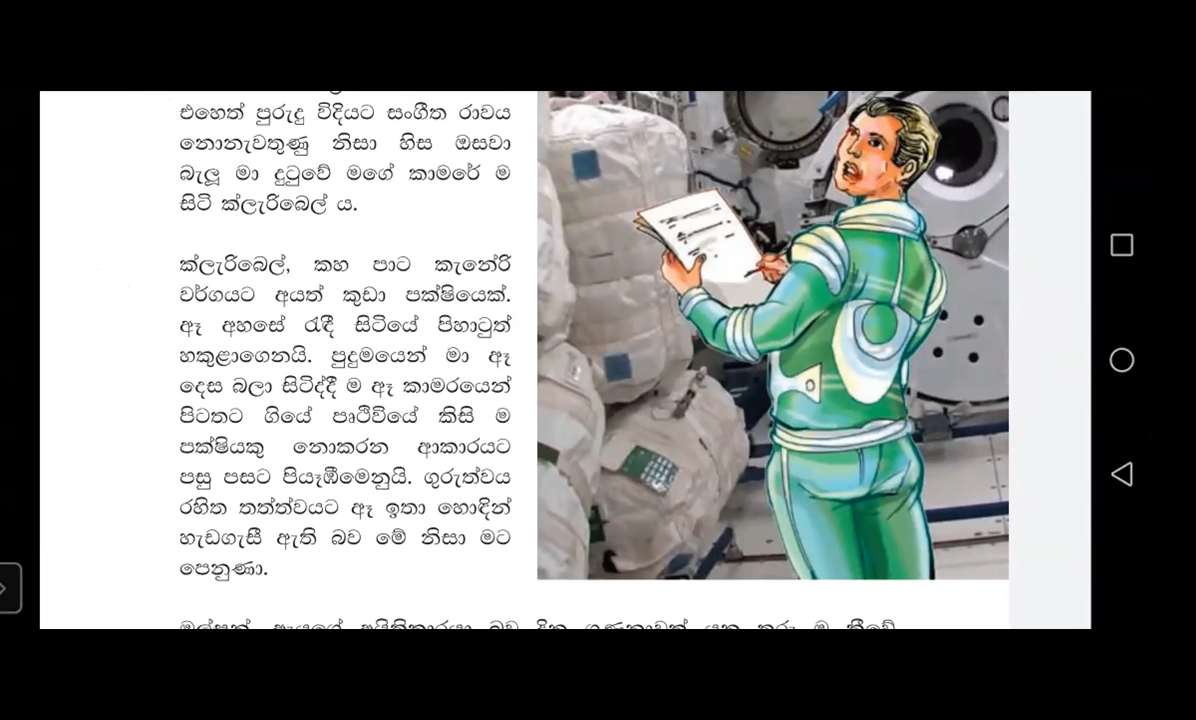 එහෙත් පුරුදු විදියට සංගීත රාවය
නොනැවතුණු නිසා හිස ඔසවා
බැලූ මා දුටුවේ මගේ කාමරේ ම
සිටි ක්ලැරිබෙල් ය.
ක්ලැරිබෙල්, කහ පාට කැනේරි
වර්ගයට අයත් කුඩා පක්ෂියෙක්.
ඈ අහසේ රැඳී සිටියේ පිහාටුත්
හකුළාගෙනයි. පුදුමයෙන් මා ඈ
දෙස බලා සිටිද්දී ම ඈ කාමරයෙන්
පිටතට ගියේ පෘථිවියේ කිසි ම
පක්ෂියකු නොකරන ආකාරයට
පසු පසට පියෑඹීමෙනුයි. ගුරුත්වය
රහිත තත්ත්වයට ඈ ඉතා හොඳින්
හැඩගැසී ඇති බව මේ නිසා මට
පෙනුණා.